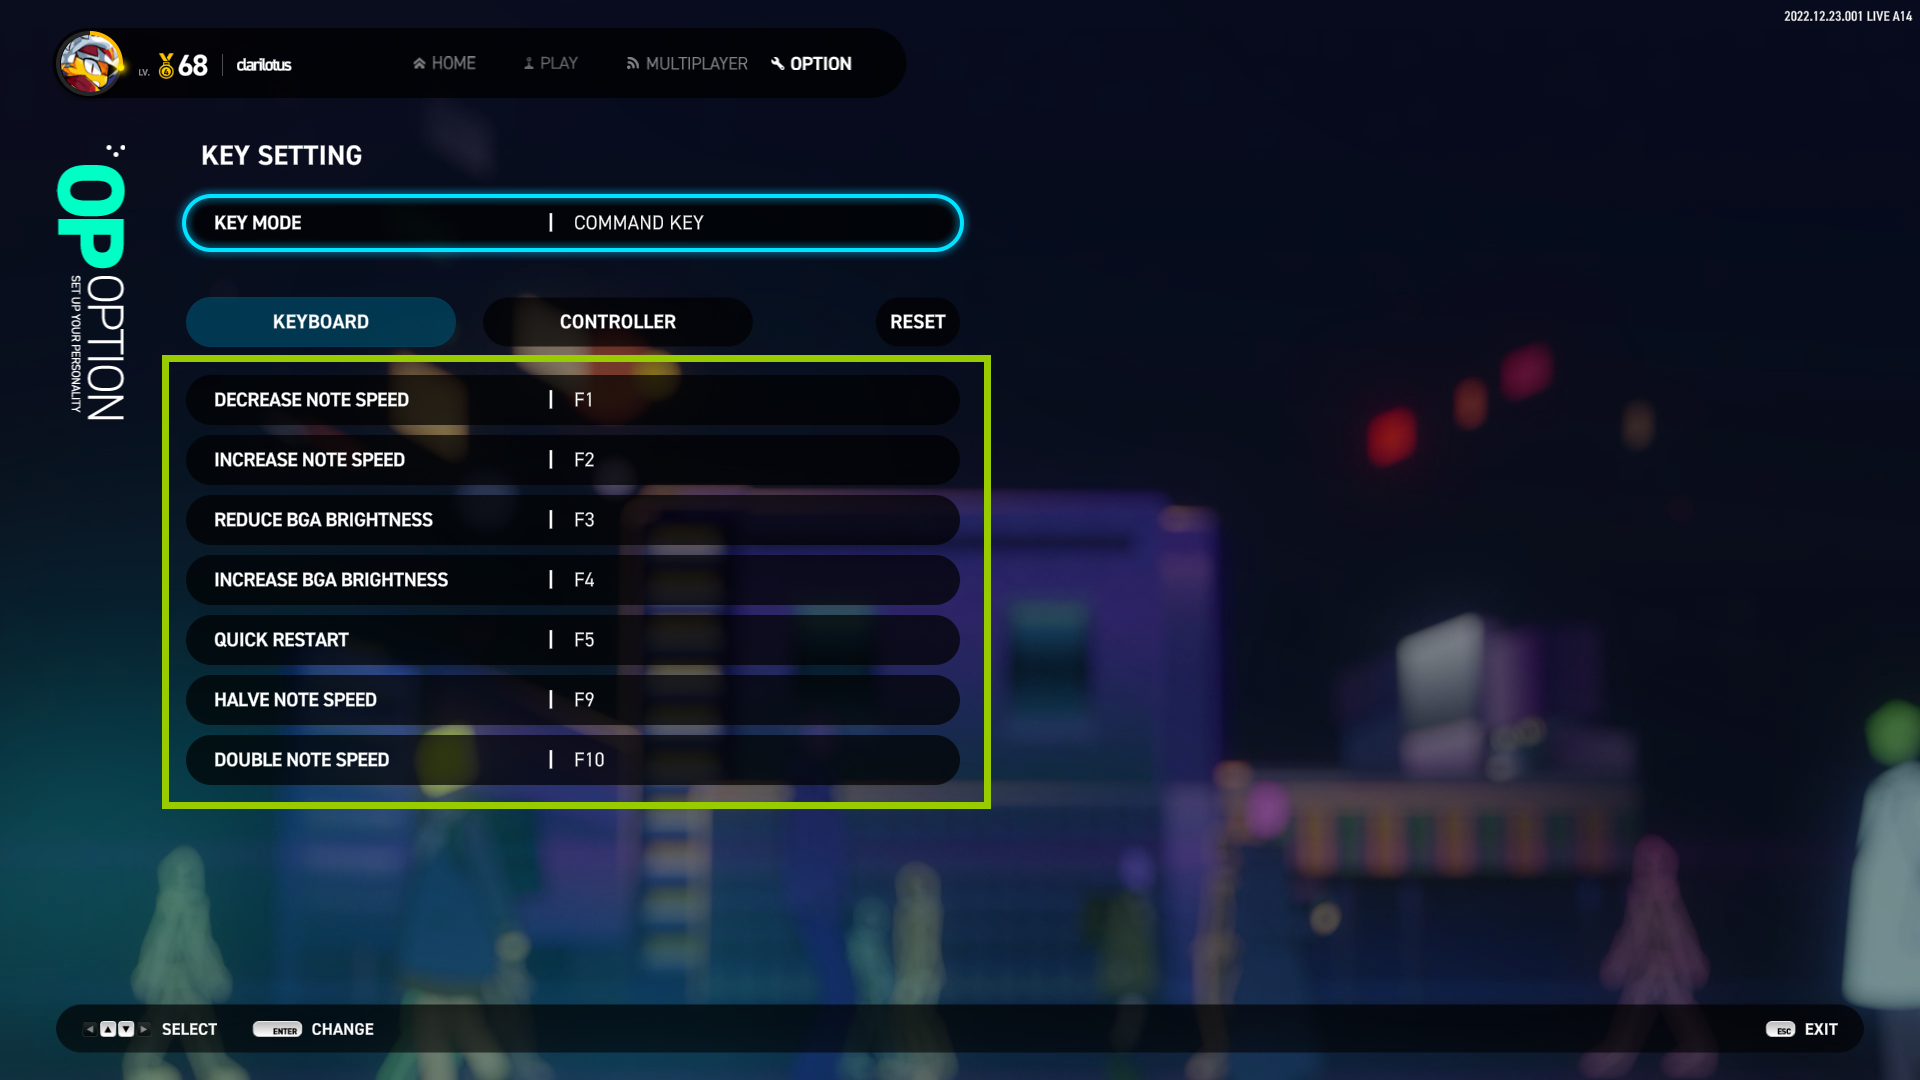 2022.12.23.001 LIVE A14
LV. 68 clarilotus HOME PLAY MULTIPLAYER OPTION
OP
OPTION
SET UP YOUR PERSONALITY
KEY SETTING
KEY MODE | COMMAND KEY
KEYBOARD CONTROLLER RESET
DECREASE NOTE SPEED | F1
INCREASE NOTE SPEED | F2
REDUCE BGA BRIGHTNESS | F3
INCREASE BGA BRIGHTNESS | F4
QUICK RESTART | F5
HALVE NOTE SPEED | F9
DOUBLE NOTE SPEED | F10
SELECT ENTER CHANGE ESC EXIT